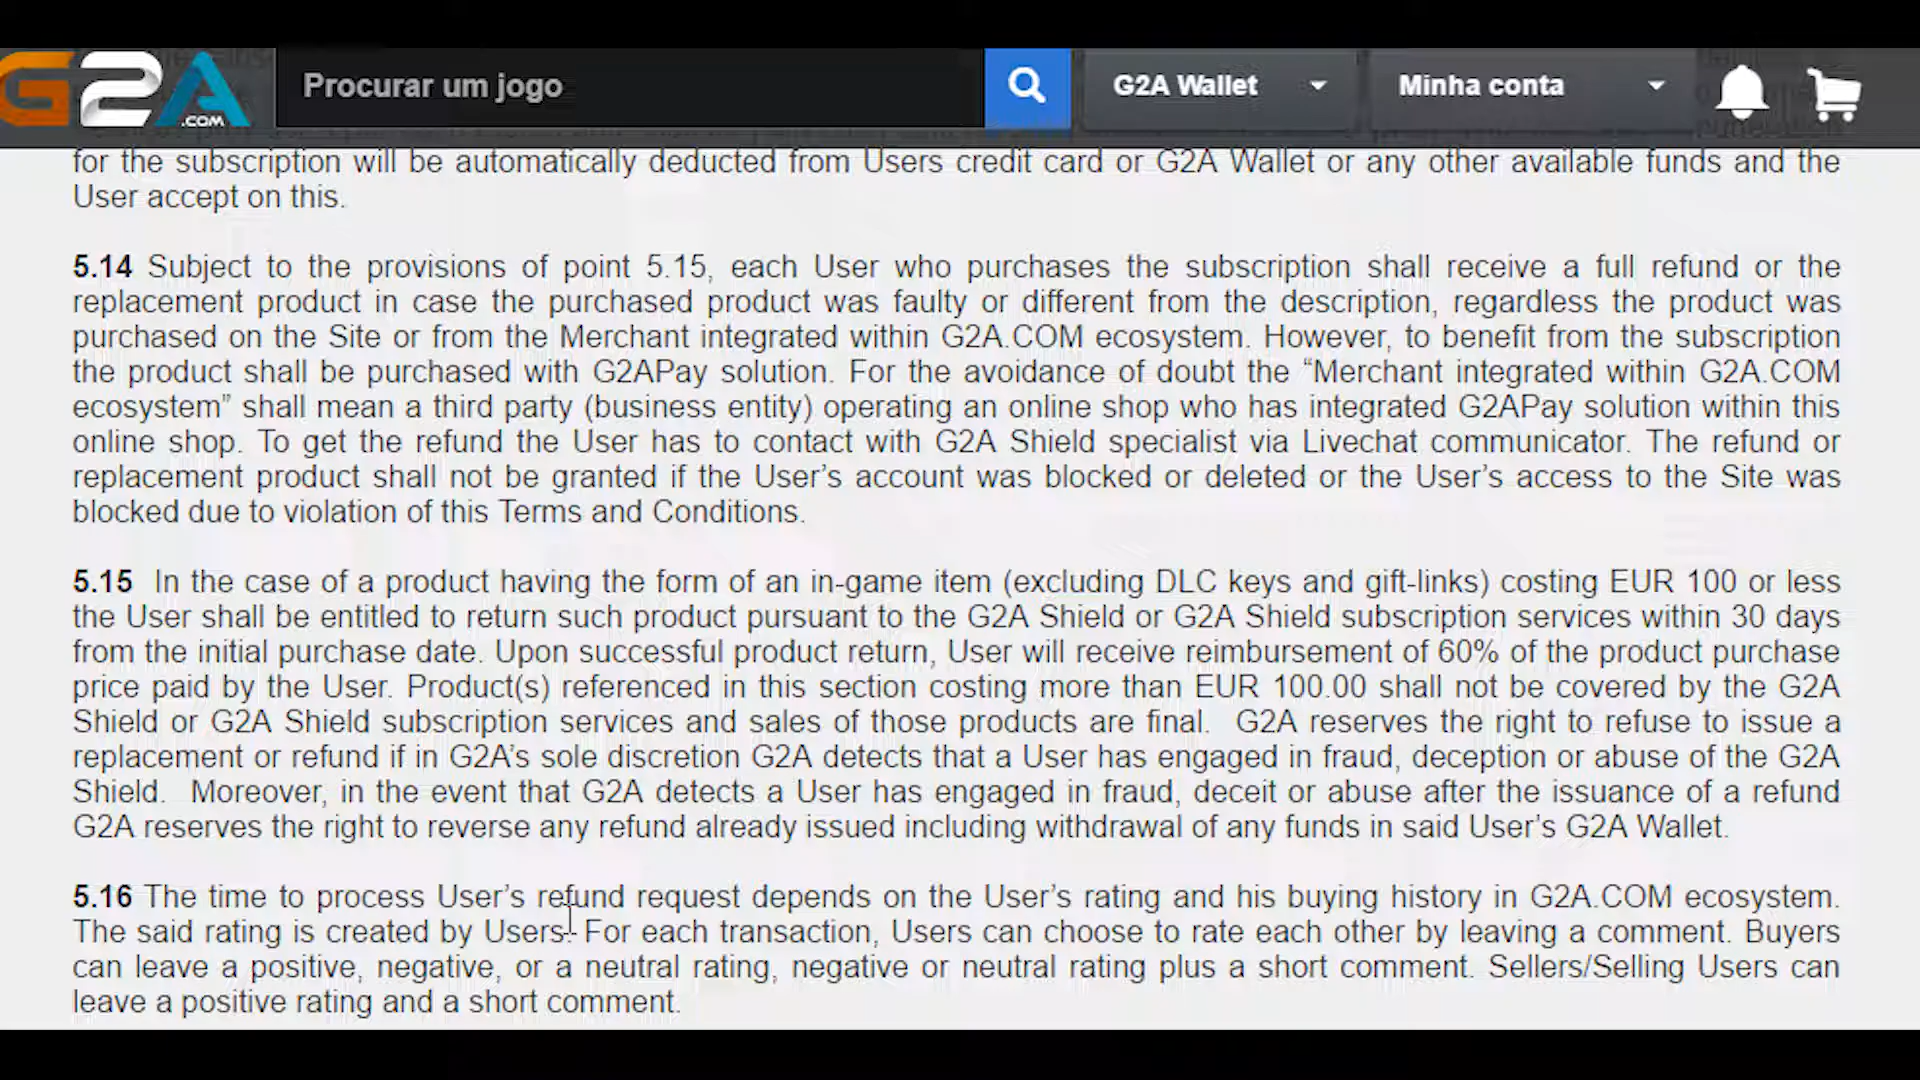 G2A
.COM
Procurar um jogo
G2A Wallet
Minha conta
for the subscription will be automatically deducted from Users credit card or G2A Wallet or any other available funds and the
User accept on this.
5.14 Subject to the provisions of point 5.15, each User who purchases the subscription shall receive a full refund or the
replacement product in case the purchased product was faulty or different from the description, regardless the product was
purchased on the Site or from the Merchant integrated within G2A.COM ecosystem. However, to benefit from the subscription
the product shall be purchased with G2APay solution. For the avoidance of doubt the “Merchant integrated within G2A.COM
ecosystem” shall mean a third party (business entity) operating an online shop who has integrated G2APay solution within this
online shop. To get the refund the User has to contact with G2A Shield specialist via Livechat communicator. The refund or
replacement product shall not be granted if the User’s account was blocked or deleted or the User’s access to the Site was
blocked due to violation of this Terms and Conditions.
5.15 In the case of a product having the form of an in-game item (excluding DLC keys and gift-links) costing EUR 100 or less
the User shall be entitled to return such product pursuant to the G2A Shield or G2A Shield subscription services within 30 days
from the initial purchase date. Upon successful product return, User will receive reimbursement of 60% of the product purchase
price paid by the User. Product(s) referenced in this section costing more than EUR 100.00 shall not be covered by the G2A
Shield or G2A Shield subscription services and sales of those products are final. G2A reserves the right to refuse to issue a
replacement or refund if in G2A’s sole discretion G2A detects that a User has engaged in fraud, deception or abuse of the G2A
Shield. Moreover, in the event that G2A detects a User has engaged in fraud, deceit or abuse after the issuance of a refund
G2A reserves the right to reverse any refund already issued including withdrawal of any funds in said User’s G2A Wallet.
5.16 The time to process User’s refund request depends on the User’s rating and his buying history in G2A.COM ecosystem.
The said rating is created by Users. For each transaction, Users can choose to rate each other by leaving a comment. Buyers
can leave a positive, negative, or a neutral rating, negative or neutral rating plus a short comment. Sellers/Selling Users can
leave a positive rating and a short comment.